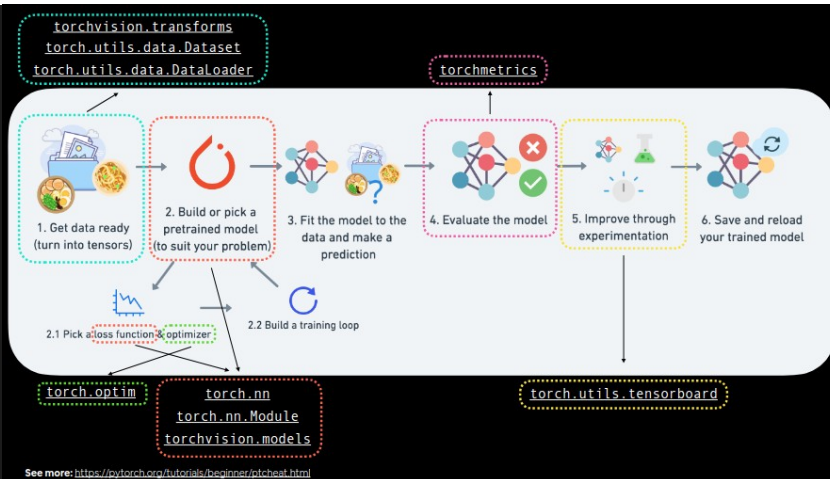 torchvision.transforms
torch.utils.data.Dataset
torch.utils.data.DataLoader
torchmetrics
1. Get data ready
(turn into tensors)
2. Build or pick a
pretrained model
(to suit your problem)
3. Fit the model to the
data and make a
prediction
4. Evaluate the model
5. Improve through
experimentation
6. Save and reload
your trained model
2.1 Pick a loss function & optimizer
2.2 Build a training loop
torch.optim
torch.nn
torch.nn.Module
torchvision.models
torch.utils.tensorboard
See more: https://pytorch.org/tutorials/beginner/ptcheat.html